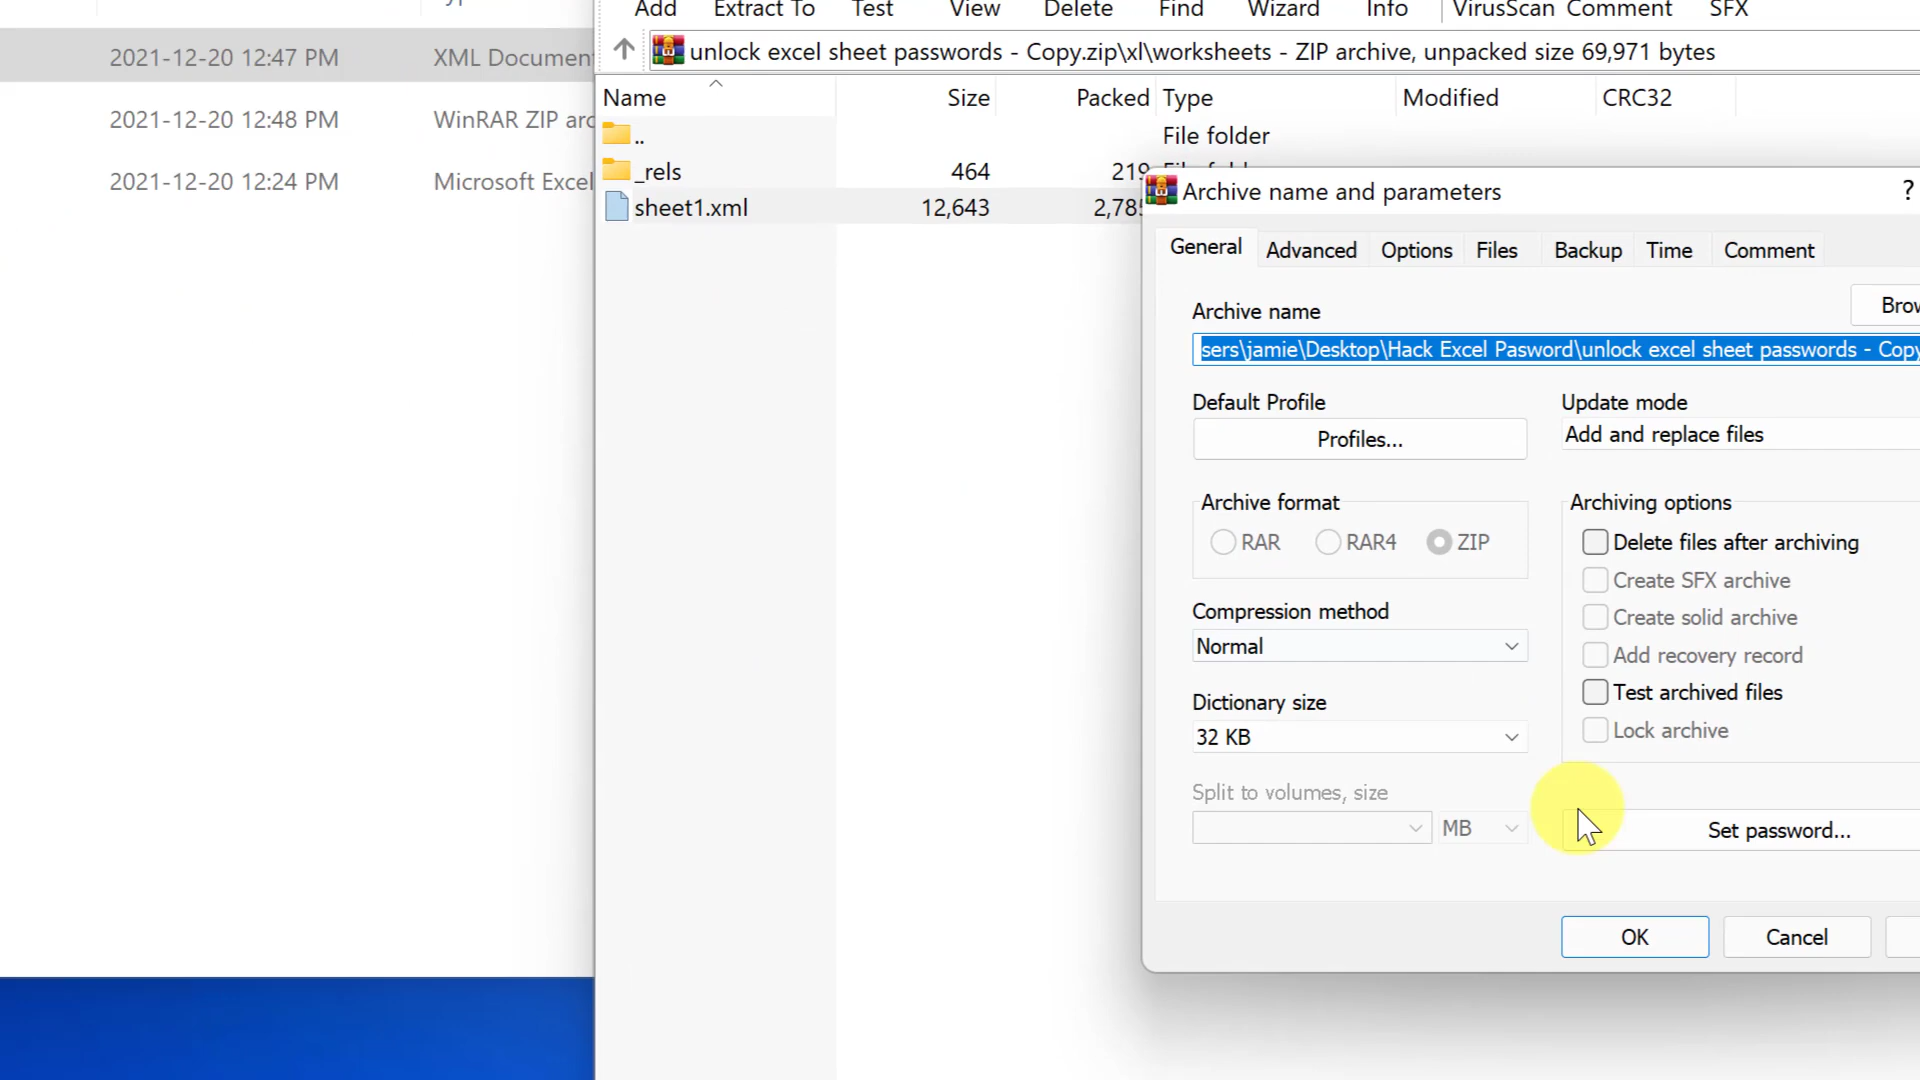 2021-12-20 12:47 PM XML Documen
2021-12-20 12:48 PM WinRAR ZIP arc
2021-12-20 12:24 PM Microsoft Excel
Add Extract To Test View Delete Find Wizard Info VirusScan Comment SFX
unlock excel sheet passwords - Copy.zip\xl\worksheets - ZIP archive, unpacked size 69,971 bytes
Name Size Packed Type Modified CRC32
.. File folder
_rels 464 219
sheet1.xml 12,643 2,785
Archive name and parameters ?
General Advanced Options Files Backup Time Comment
Archive name
Brow
sers\jamie\Desktop\Hack Excel Pasword\unlock excel sheet passwords - Copy
Default Profile
Profiles...
Update mode
Add and replace files
Archive format
RAR RAR4 ZIP
Compression method
Normal
Dictionary size
32 KB
Split to volumes, size
MB
Archiving options
Delete files after archiving
Create SFX archive
Create solid archive
Add recovery record
Test archived files
Lock archive
Set password...
OK Cancel